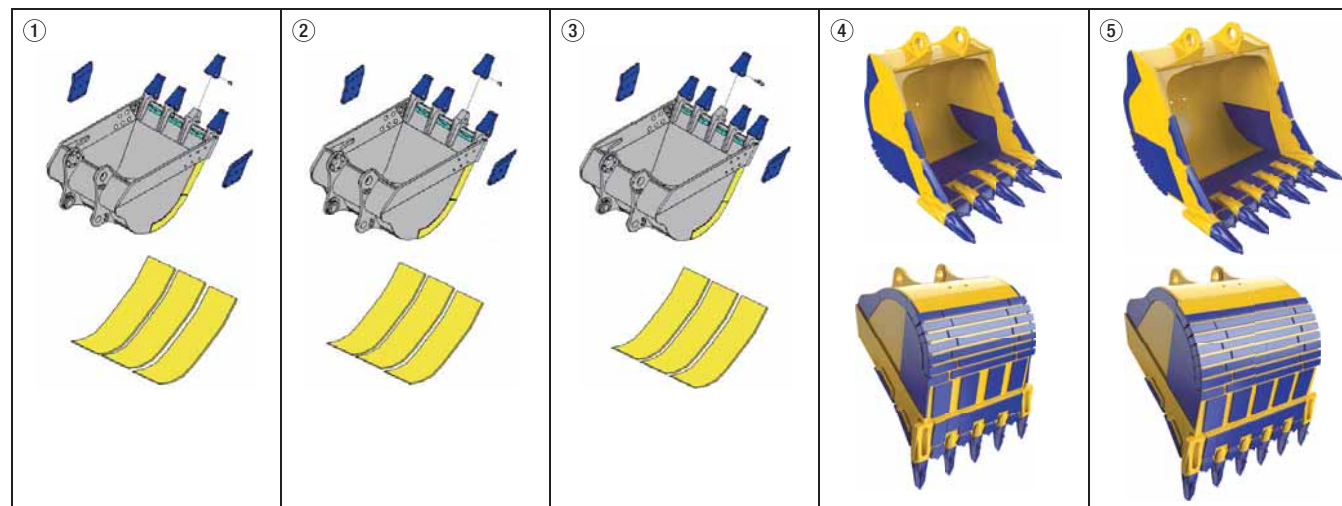 ① ② ③ ④ ⑤